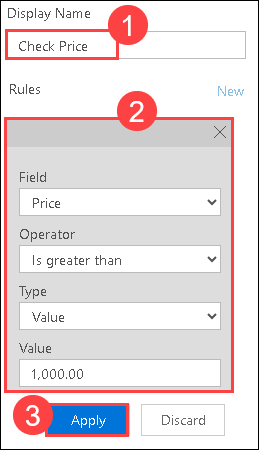 Display Name
1
Check Price
Rules New
2
Field
Price
Operator
Is greater than
Type
Value
Value
1,000.00
3 Apply Discard